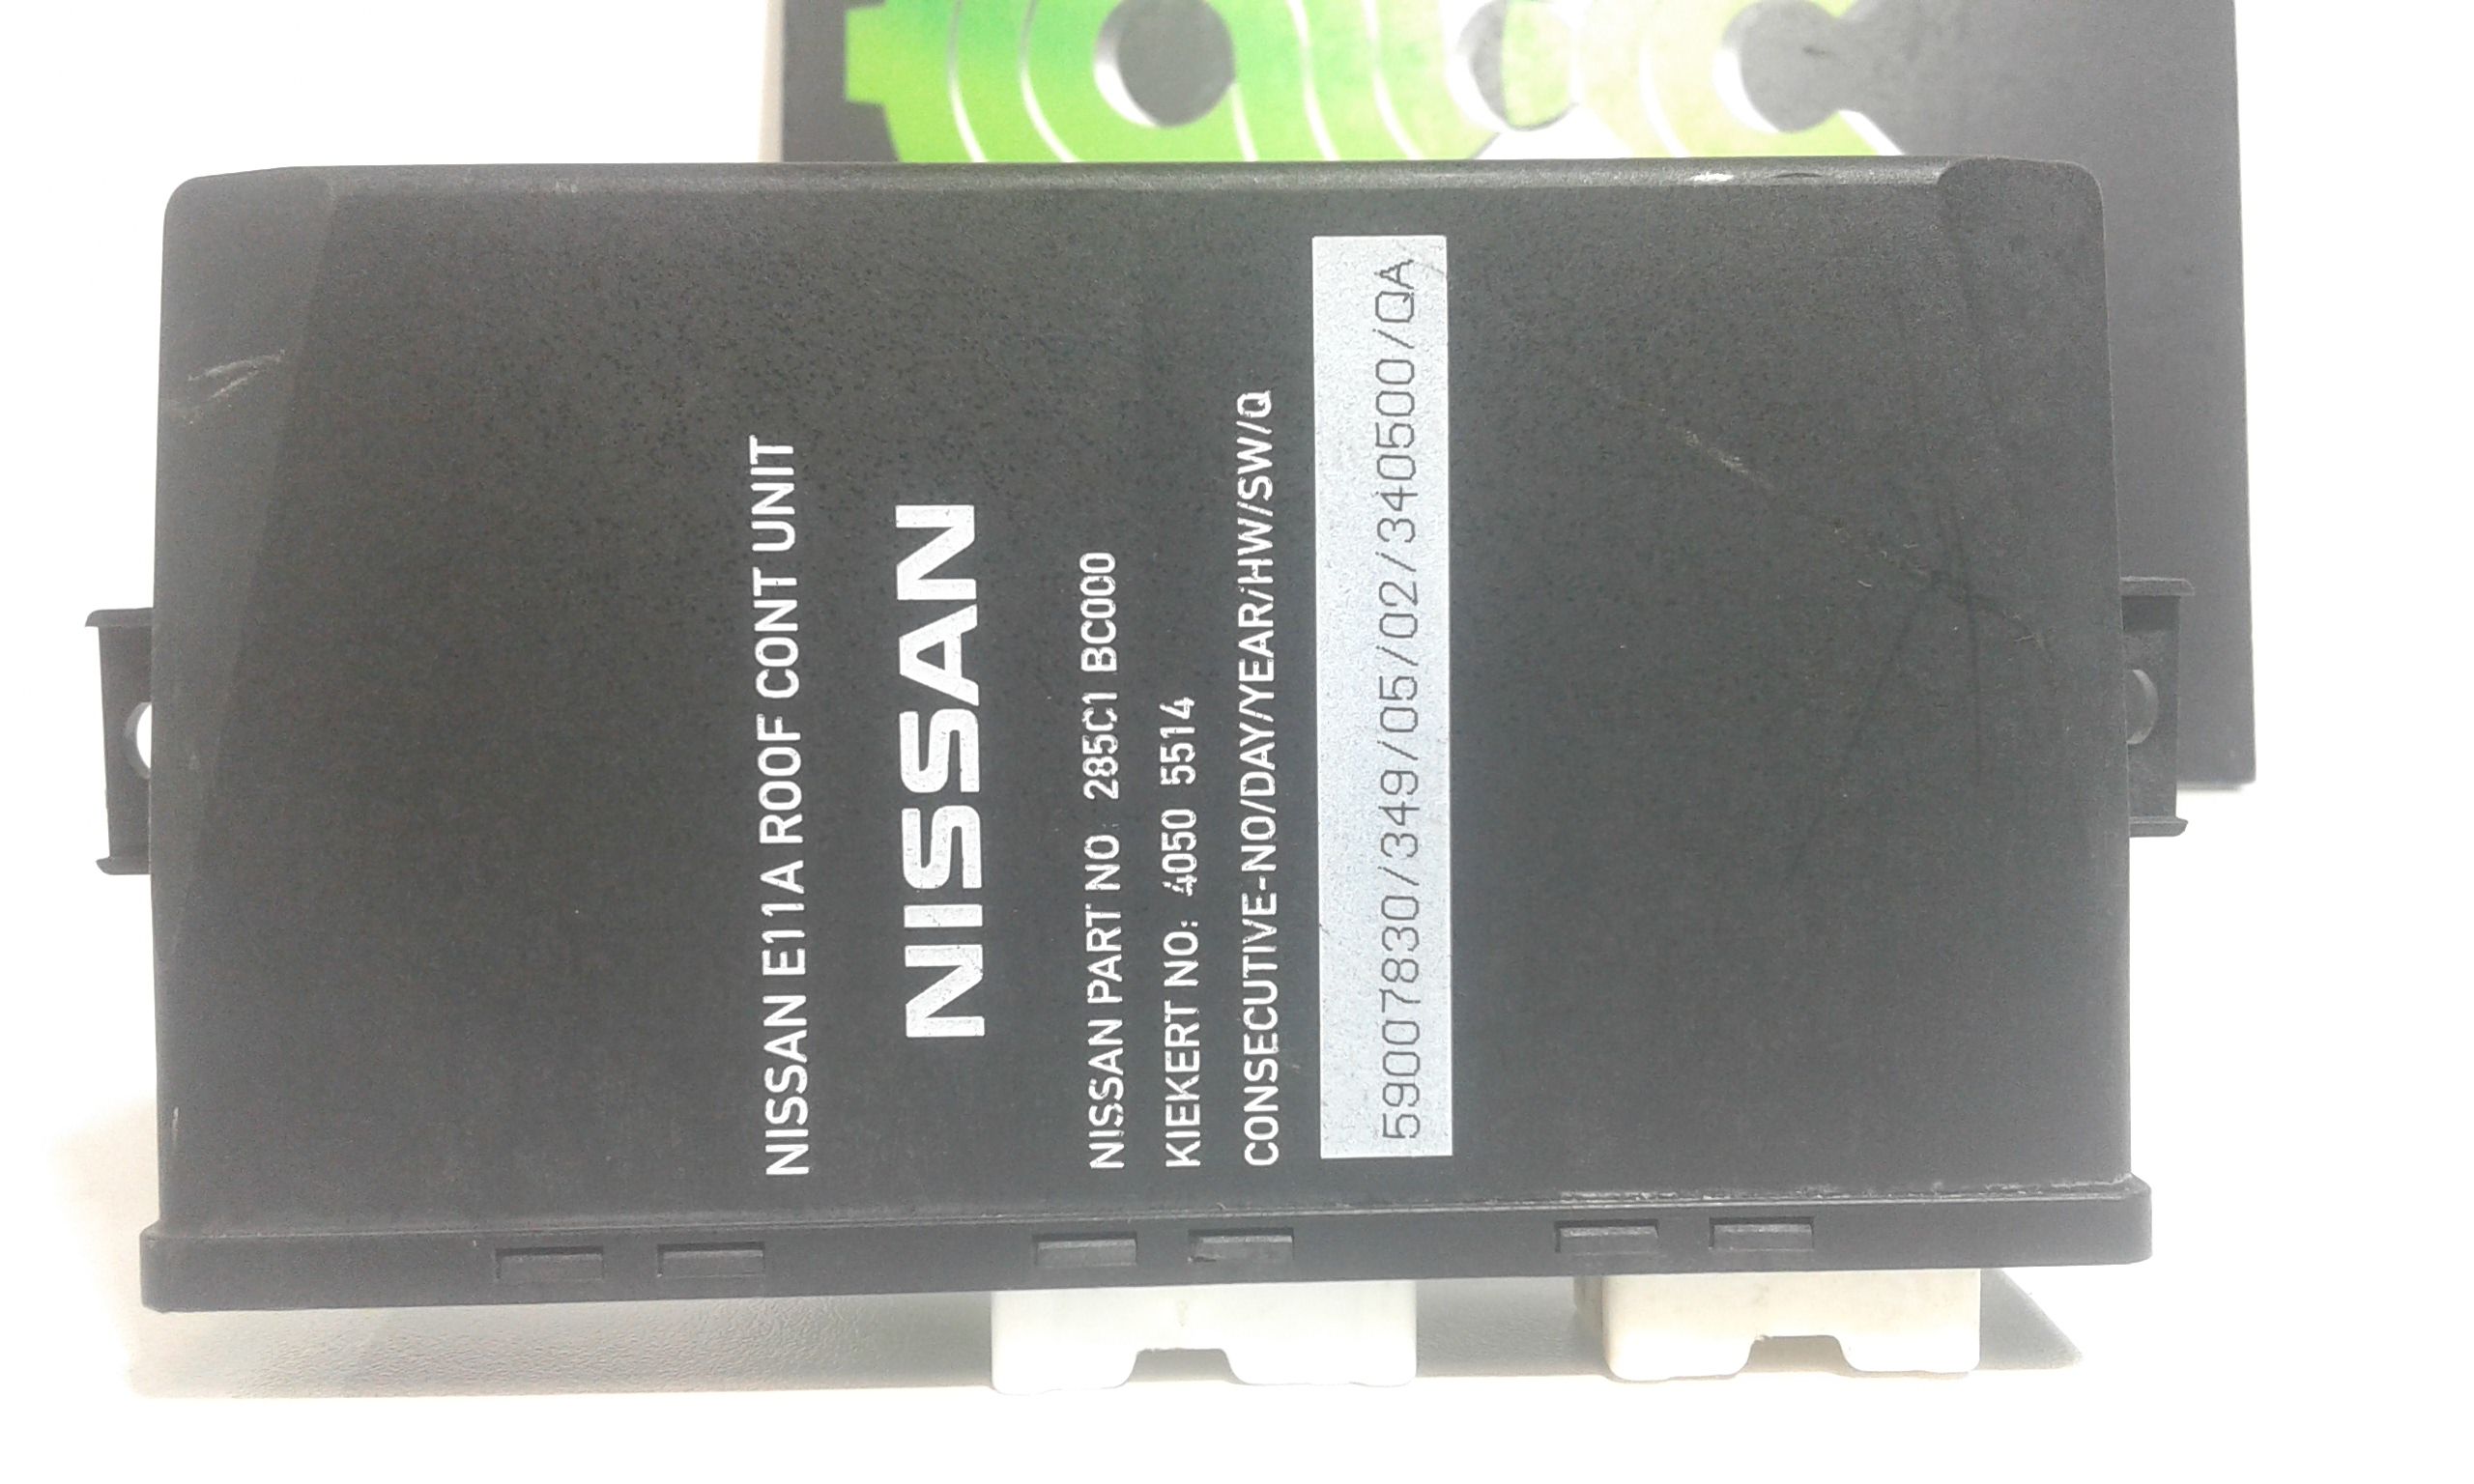 NISSAN E11A ROOF CONT UNIT
NISSAN
NISSAN PART NO 285C1 BC000
KIEKERT NO: 4050 5514
CONSECUTIVE-NO/DAY/YEAR/HW/SW/Q
59007830/349/05/02/340500/QA